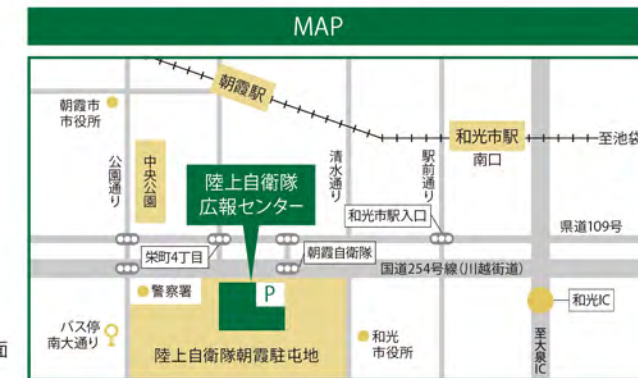 MAP
朝霞駅
朝霞市
市役所
和光市駅
南口
至池袋
公園通り
中央公園
清水通り
駅前通り
陸上自衛隊
広報センター
和光市駅入口
県道109号
栄町4丁目
朝霞自衛隊
国道254号線(川越街道)
警察署
P
和光IC
バス停
南大通り
和光
市役所
至大泉IC
陸上自衛隊朝霞駐屯地
面